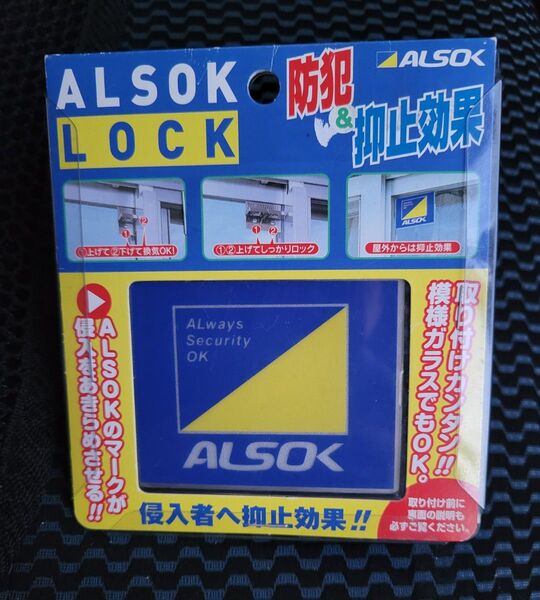 ALSOK
LOCK
防犯
&
抑止効果
ALSOK
①上げて②下げて換気OK!
①②上げてしっかりロック
屋外からは抑止効果
① ②
① ②
ALSOK
ALSOKのマークが
侵入をあきらめさせる!!
ALways
Security
OK
ALSOK
取り付けカンタン!!
模様ガラスでもOK。
侵入者へ抑止効果!!
取り付け前に
裏面の説明も
必ずご覧ください。